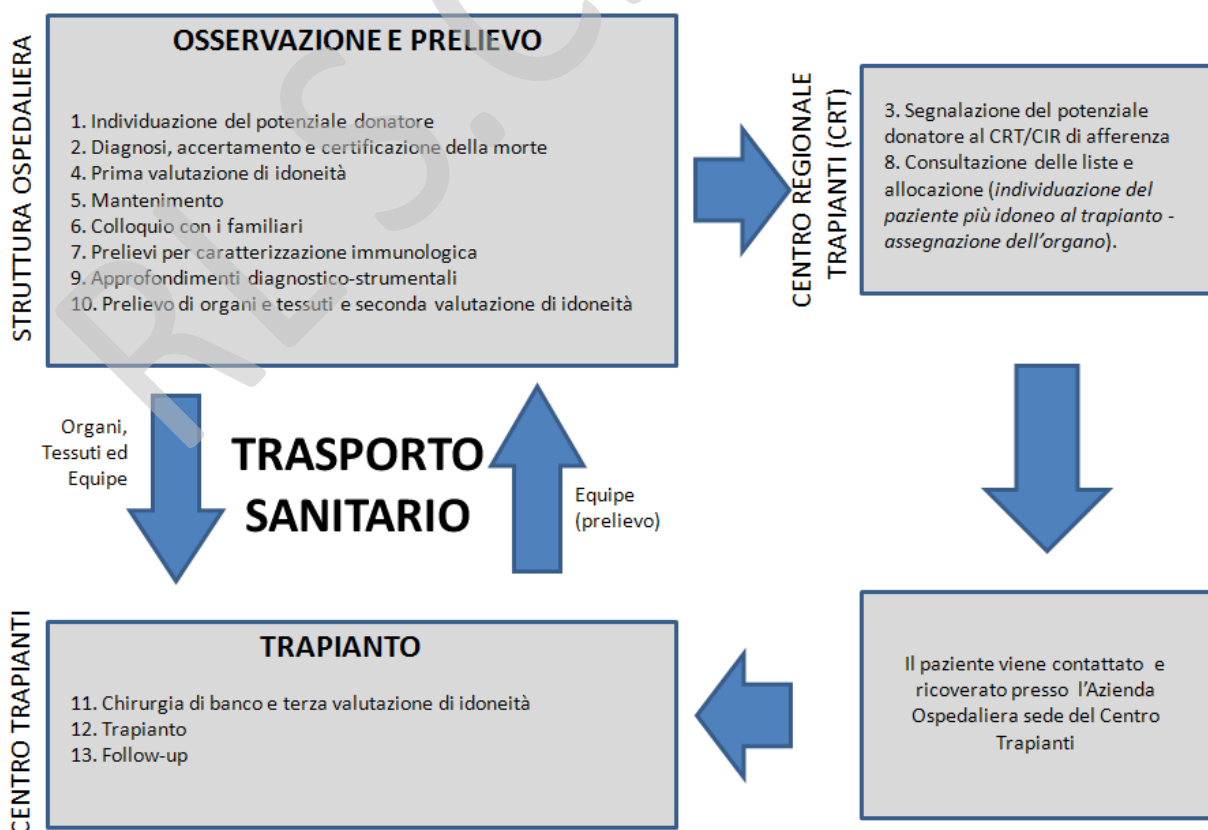 STRUTTURA OSPEDALIERA
OSSERVAZIONE E PRELIEVO
1. Individuazione del potenziale donatore
2. Diagnosi, accertamento e certificazione della morte
4. Prima valutazione di idoneità
5. Mantenimento
6. Colloquio con i familiari
7. Prelievi per caratterizzazione immunologica
9. Approfondimenti diagnostico-strumentali
10. Prelievo di organi e tessuti e seconda valutazione di idoneità
CENTRO REGIONALE
TRAPIANTI (CRT)
3. Segnalazione del potenziale
donatore al CRT/CIR di afferenza
8. Consultazione delle liste e
allocazione (individuazione del
paziente più idoneo al trapianto -
assegnazione dell'organo).
Organi,
Tessuti ed
Equipe
TRASPORTO
SANITARIO
Equipe
(prelievo)
CENTRO TRAPIANTI
TRAPIANTO
11. Chirurgia di banco e terza valutazione di idoneità
12. Trapianto
13. Follow-up
Il paziente viene contattato e
ricoverato presso l'Azienda
Ospedaliera sede del Centro
Trapianti